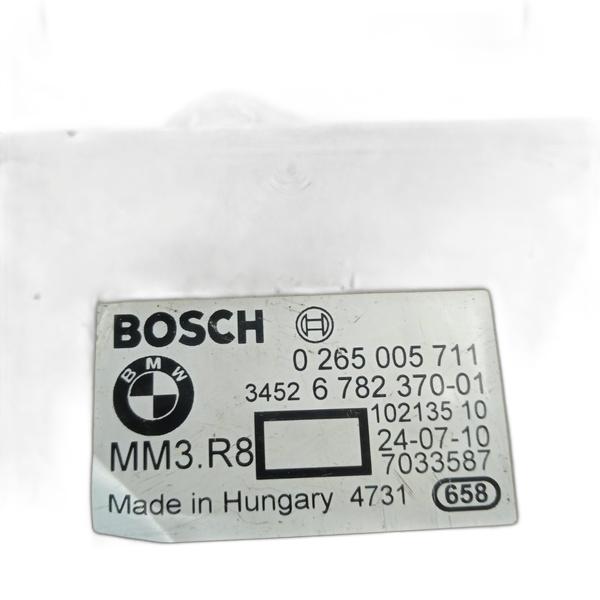 BOSCH
0 265 005 711
BMW
3452 6 782 370-01
102135 10
MM3.R8
24-07-10
7033587
Made in Hungary 4731 658